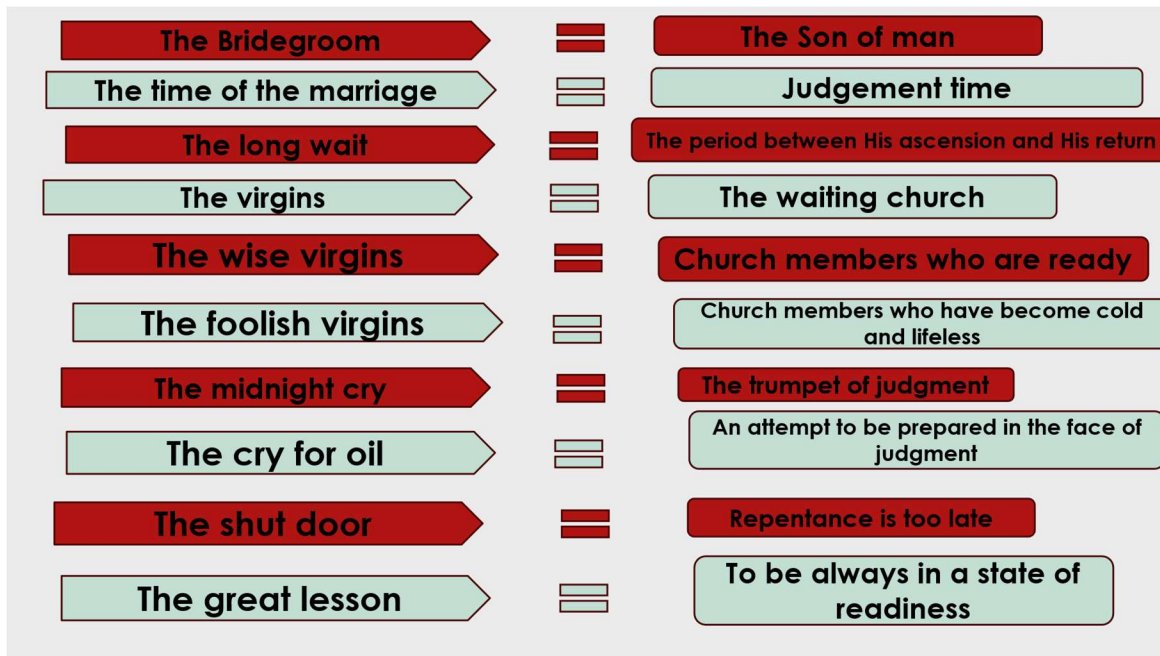 The Bridegroom = The Son of man
The time of the marriage = Judgement time
The long wait = The period between His ascension and His return
The virgins = The waiting church
The wise virgins = Church members who are ready
The foolish virgins = Church members who have become cold
and lifeless
The midnight cry = The trumpet of judgment
The cry for oil = An attempt to be prepared in the face of
judgment
The shut door = Repentance is too late
The great lesson = To be always in a state of
readiness